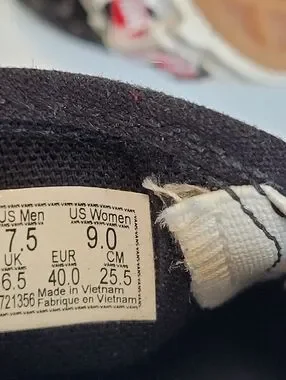 US Men US Women
7.5 9.0
UK EUR CM
6.5 40.0 25.5
721356 Made in Vietnam
Fabrique en Vietnam